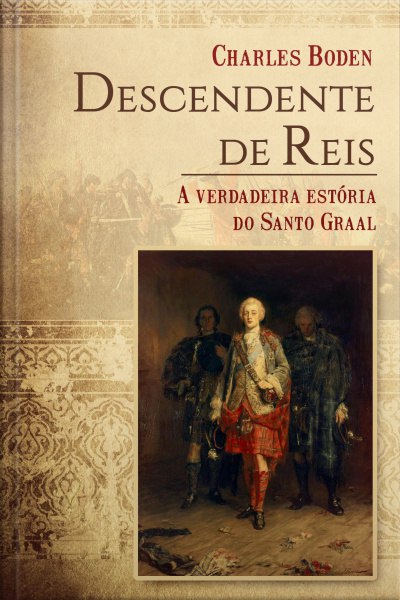 Charles Boden
Descendente
de Reis
A verdadeira estória
do Santo Graal